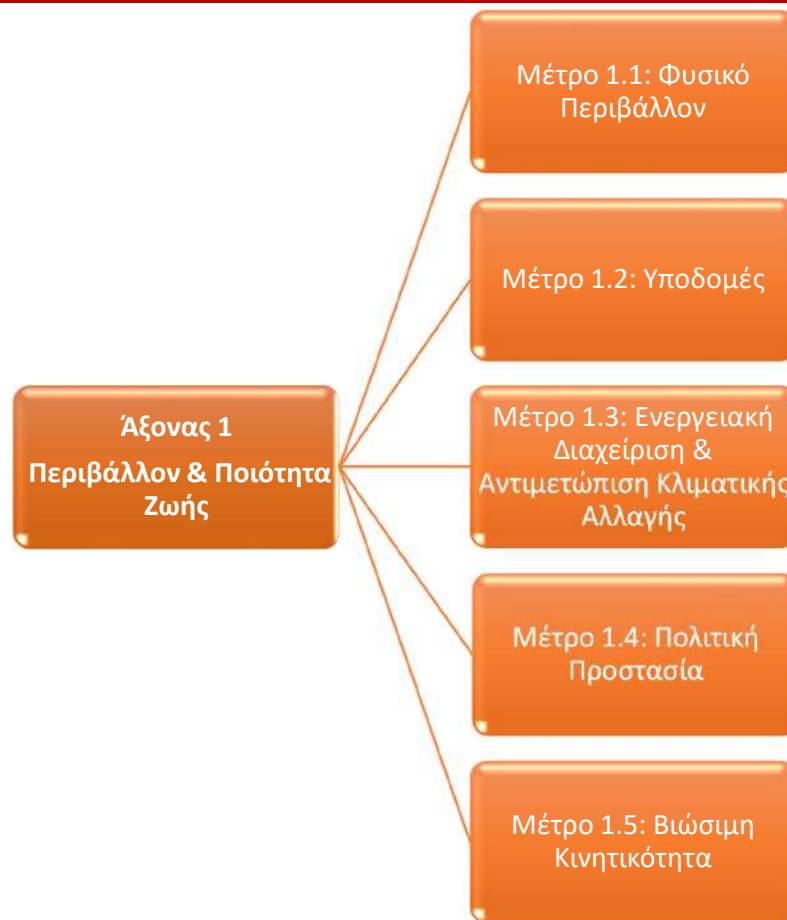 Μέτρο 1.1: Φυσικό
Περιβάλλον
Μέτρο 1.2: Υποδομές
Άξονας 1
Περιβάλλον & Ποιότητα
Ζωής
Μέτρο 1.3: Ενεργειακή
Διαχείριση &
Αντιμετώπιση Κλιματικής
Αλλαγής
Μέτρο 1.4: Πολιτική
Προστασία
Μέτρο 1.5: Βιώσιμη
Κινητικότητα